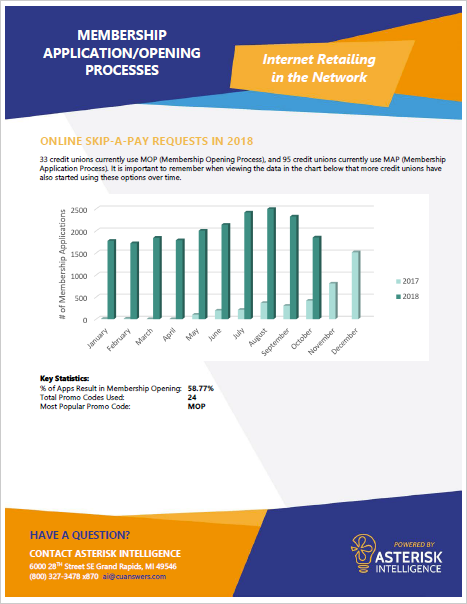 MEMBERSHIP
APPLICATION/OPENING
PROCESSES
Internet Retailing
in the Network
ONLINE SKIP-A-PAY REQUESTS IN 2018
33 credit unions currently use MOP (Membership Opening Process), and 95 credit unions currently use MAP (Membership
Application Process). It is important to remember when viewing the data in the chart below that more credit unions have
also started using these options over time.
# of Membership Applications
2500
2000
1500
1000
500
0
January
February
March
April
May
June
July
August
September
October
November
December
2017
2018
Key Statistics:
% of Apps Result in Membership Opening: 58.77%
Total Promo Codes Used: 24
Most Popular Promo Code: MOP
HAVE A QUESTION?
CONTACT ASTERISK INTELLIGENCE
6000 28TH Street SE Grand Rapids, MI 49546
(800) 327-3478 x870 ai@cuanswers.com
POWERED BY
ASTERISK
INTELLIGENCE